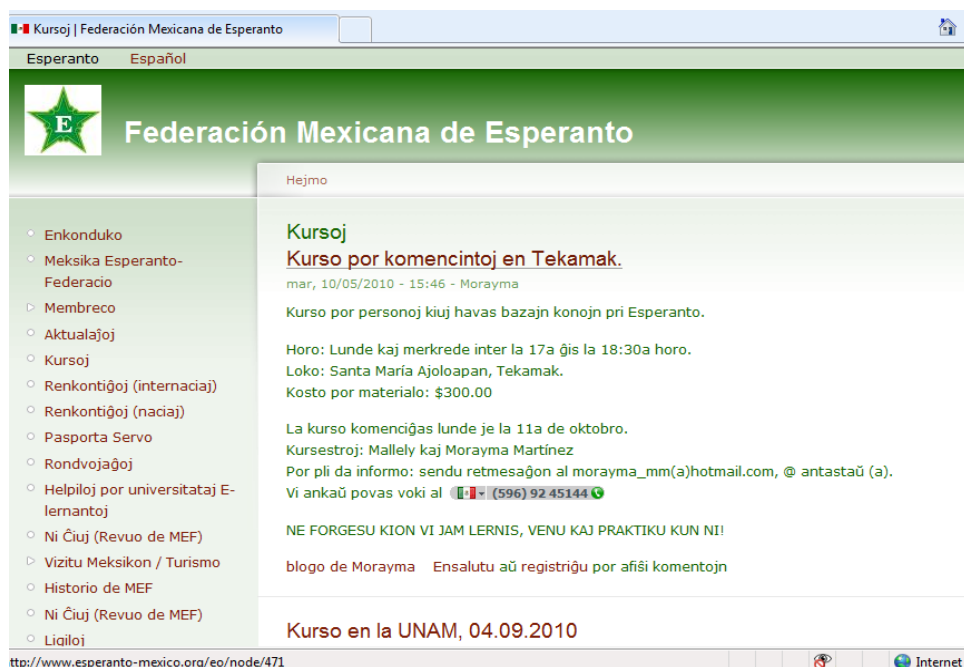 Kursoj | Federación Mexicana de Esperanto
Esperanto Español
E
Federación Mexicana de Esperanto
Hejmo
Enkonduko
Meksika Esperanto-
Federacio
Membreco
Aktualaĵoj
Kursoj
Renkontiĝoj (internaciaj)
Renkontiĝoj (naciaj)
Pasporta Servo
Rondvojaĝoj
Helpiloj por universitataj E-
lernantoj
Ni Ĉiuj (Revuo de MEF)
Vizitu Meksikon / Turismo
Historio de MEF
Ni Ĉiuj (Revuo de MEF)
Ligiloj
Kursoj
Kurso por komencintoj en Tekamak.
mar, 10/05/2010 - 15:46 - Morayma
Kurso por personoj kiuj havas bazajn konojn pri Esperanto.
Horo: Lunde kaj merkrede inter la 17a ĝis la 18:30a horo.
Loko: Santa María Ajoloapan, Tekamak.
Kosto por materialo: $300.00
La kurso komenciĝas lunde je la 11a de oktobro.
Kursestroj: Mallely kaj Morayma Martínez
Por pli da informo: sendu retmesaĝon al morayma_mm(a)hotmail.com, @ antastaŭ (a).
Vi ankaŭ povas voki al (596) 92 45144
NE FORGESU KION VI JAM LERNIS, VENU KAJ PRAKTIKU KUN NI!
blogo de Morayma Ensalutu aŭ registriĝu por afiŝi komentojn
Kurso en la UNAM, 04.09.2010
ttp://www.esperanto-mexico.org/eo/node/471 Internet